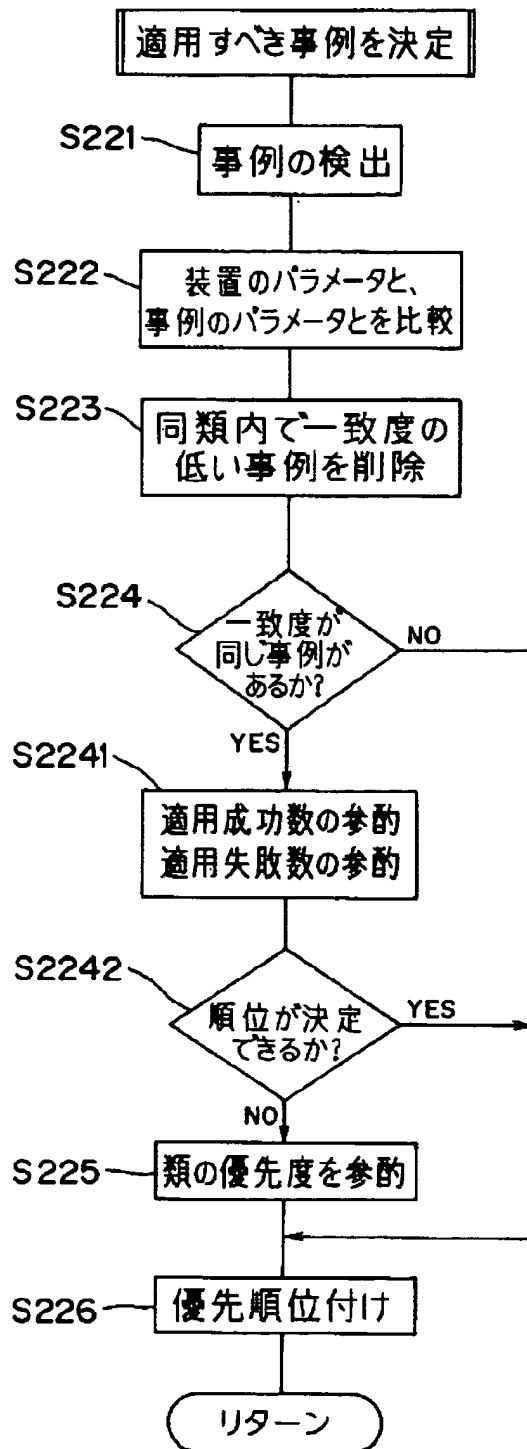 適用すべき事例を決定
S221
事例の検出
S222
装置のパラメータと、
事例のパラメータとを比較
S223
同類内で一致度の
低い事例を削除
S224
一致度が
同じ事例が
あるか?
NO
YES
S2241
適用成功数の参酌
適用失敗数の参酌
S2242
順位が決定
できるか?
YES
NO
S225
類の優先度を参酌
S226
優先順位付け
リターン